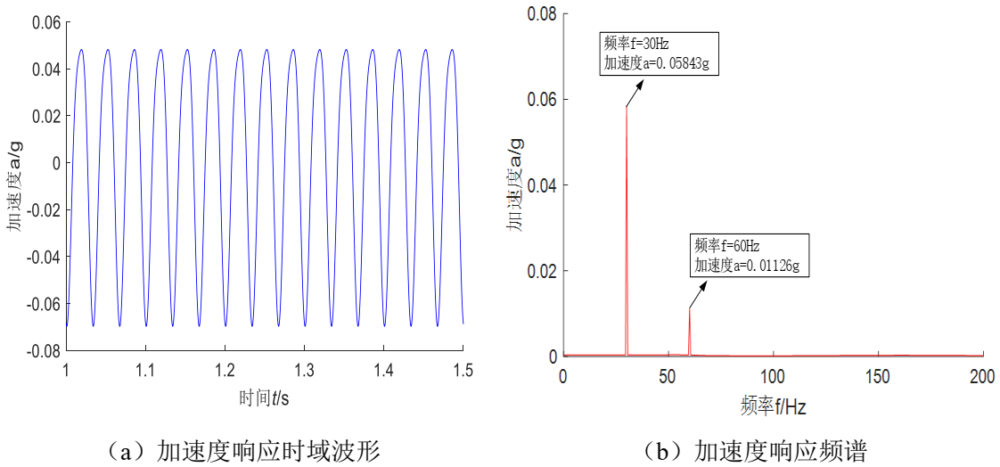 0.06
0.04
0.02
0
-0.02
-0.04
-0.06
-0.08
加速度a/g
1
1.1
1.2
1.3
1.4
1.5
时间t/s
(a)加速度响应时域波形
0.08
0.06
0.04
0.02
0
加速度a/g
频率f=30Hz
加速度a=0.05843g
频率f=60Hz
加速度a=0.01126g
0
50
100
150
200
频率f/Hz
(b)加速度响应频谱